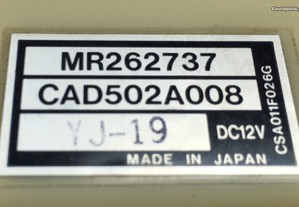 MR262737
CAD502A008
YJ-19
DC12V
MADE IN JAPAN
CSA011F026G